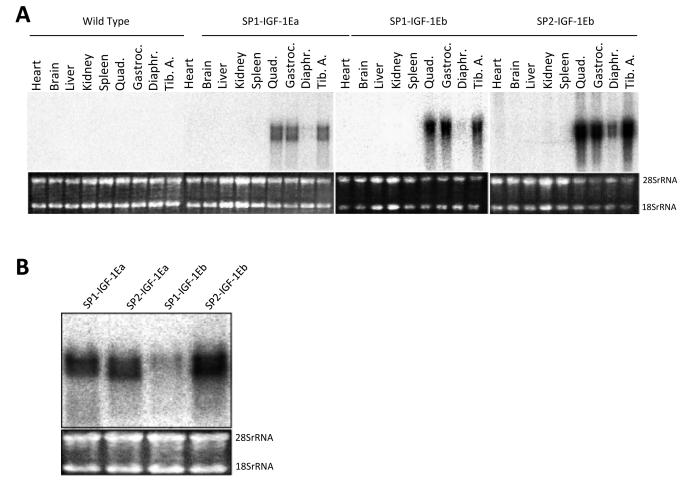 A
Wild Type SP1-IGF-1Ea SP1-IGF-1Eb SP2-IGF-1Eb
Heart Brain Liver Kidney Spleen Quad. Gastroc. Diaphr. Tib. A. Heart Brain Liver Kidney Spleen Quad. Gastroc. Diaphr. Tib. A. Heart Brain Liver Kidney Spleen Quad. Gastroc. Diaphr. Tib. A. Heart Brain Liver Kidney Spleen Quad. Gastroc. Diaphr. Tib. A.
28SrRNA
18SrRNA
B
SP1-IGF-1Ea SP2-IGF-1Ea SP1-IGF-1Eb SP2-IGF-1Eb
28SrRNA
18SrRNA